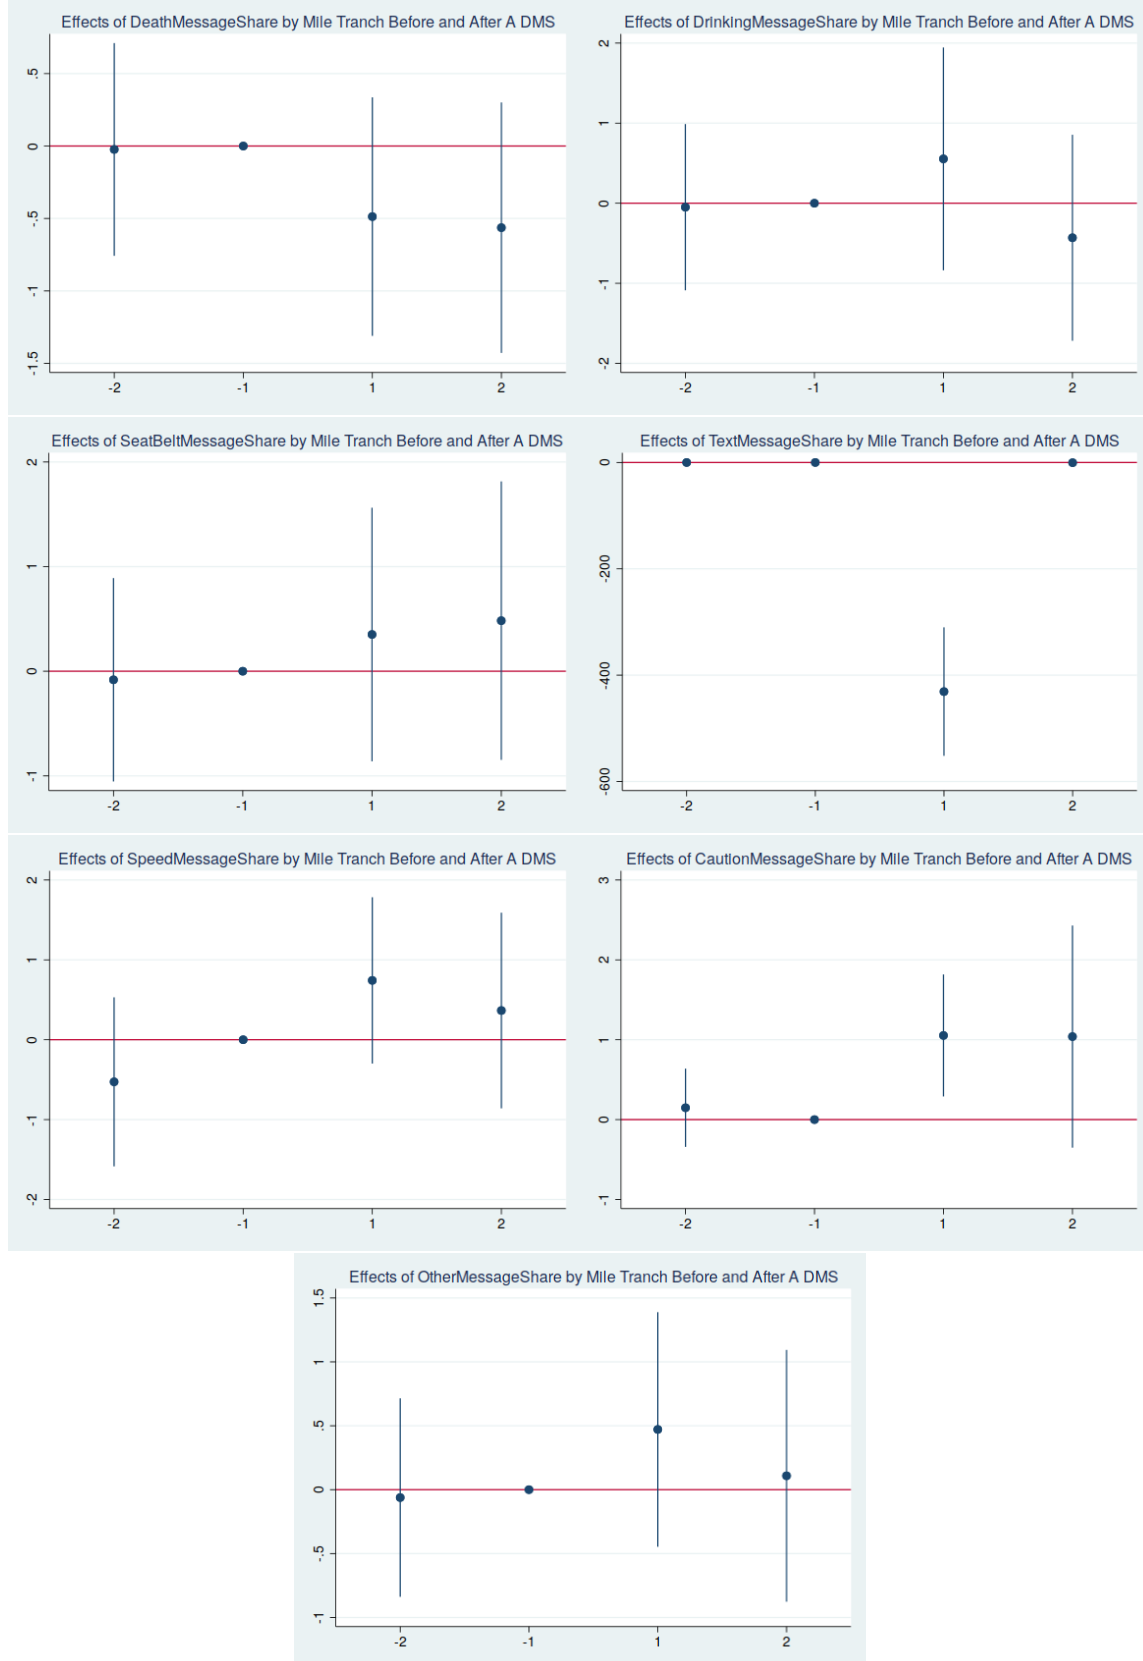 Effects of DeathMessageShare by Mile Tranch Before and After A DMS
.5
0
-.5
-1
-1.5
-2 -1 1 2
Effects of DrinkingMessageShare by Mile Tranch Before and After A DMS
2
1
0
-1
-2
-2 -1 1 2
Effects of SeatBeltMessageShare by Mile Tranch Before and After A DMS
2
1
0
-1
-2 -1 1 2
Effects of TextMessageShare by Mile Tranch Before and After A DMS
0
-200
-400
-600
-2 -1 1 2
Effects of SpeedMessageShare by Mile Tranch Before and After A DMS
2
1
0
-1
-2
-2 -1 1 2
Effects of CautionMessageShare by Mile Tranch Before and After A DMS
3
2
1
0
-1
-2 -1 1 2
Effects of OtherMessageShare by Mile Tranch Before and After A DMS
1.5
1
.5
0
-.5
-1
-2 -1 1 2